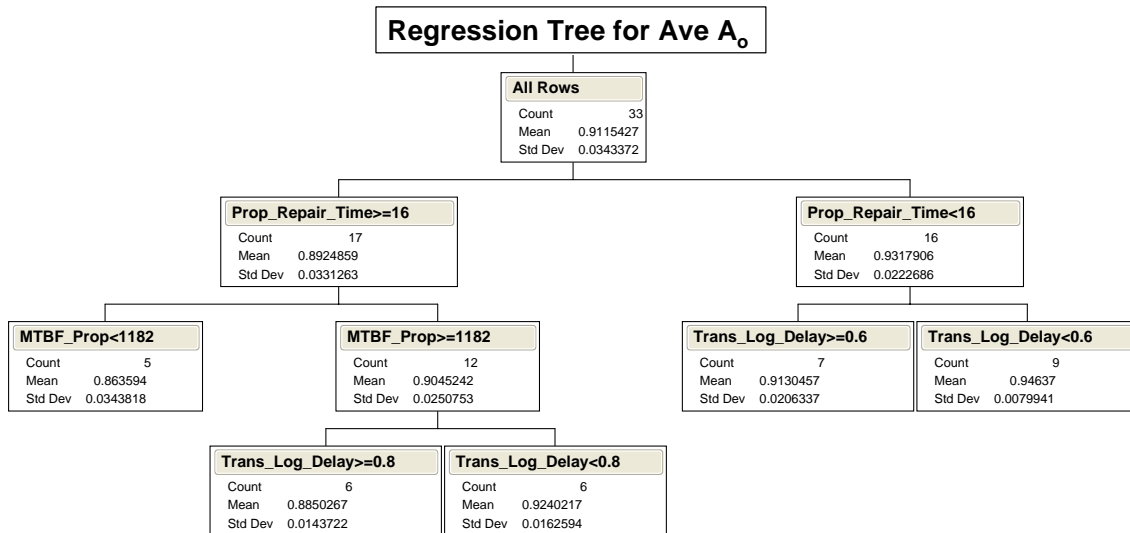 Regression Tree for Ave Ao
All Rows
Count 33
Mean 0.9115427
Std Dev 0.0343372
Prop_Repair_Time>=16
Count 17
Mean 0.8924859
Std Dev 0.0331263
Prop_Repair_Time<16
Count 16
Mean 0.9317906
Std Dev 0.0222686
MTBF_Prop<1182
Count 5
Mean 0.863594
Std Dev 0.0343818
MTBF_Prop>=1182
Count 12
Mean 0.9045242
Std Dev 0.0250753
Trans_Log_Delay>=0.6
Count 7
Mean 0.9130457
Std Dev 0.0206337
Trans_Log_Delay<0.6
Count 9
Mean 0.94637
Std Dev 0.0079941
Trans_Log_Delay>=0.8
Count 6
Mean 0.8850267
Std Dev 0.0143722
Trans_Log_Delay<0.8
Count 6
Mean 0.9240217
Std Dev 0.0162594